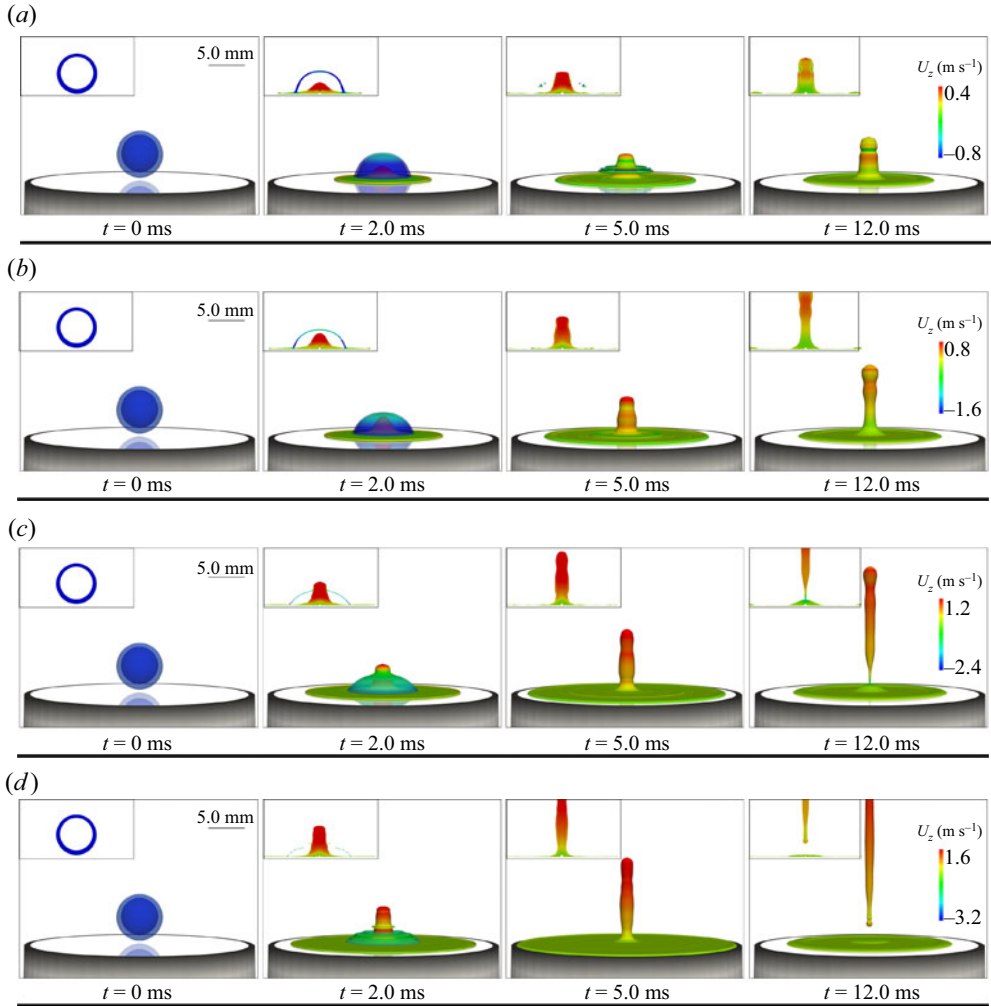 (a)
5.0 mm
U_z (m s⁻¹)
0.4
–0.8
t = 0 ms
t = 2.0 ms
t = 5.0 ms
t = 12.0 ms
(b)
5.0 mm
U_z (m s⁻¹)
0.8
–1.6
t = 0 ms
t = 2.0 ms
t = 5.0 ms
t = 12.0 ms
(c)
5.0 mm
U_z (m s⁻¹)
1.2
–2.4
t = 0 ms
t = 2.0 ms
t = 5.0 ms
t = 12.0 ms
(d)
5.0 mm
U_z (m s⁻¹)
1.6
–3.2
t = 0 ms
t = 2.0 ms
t = 5.0 ms
t = 12.0 ms